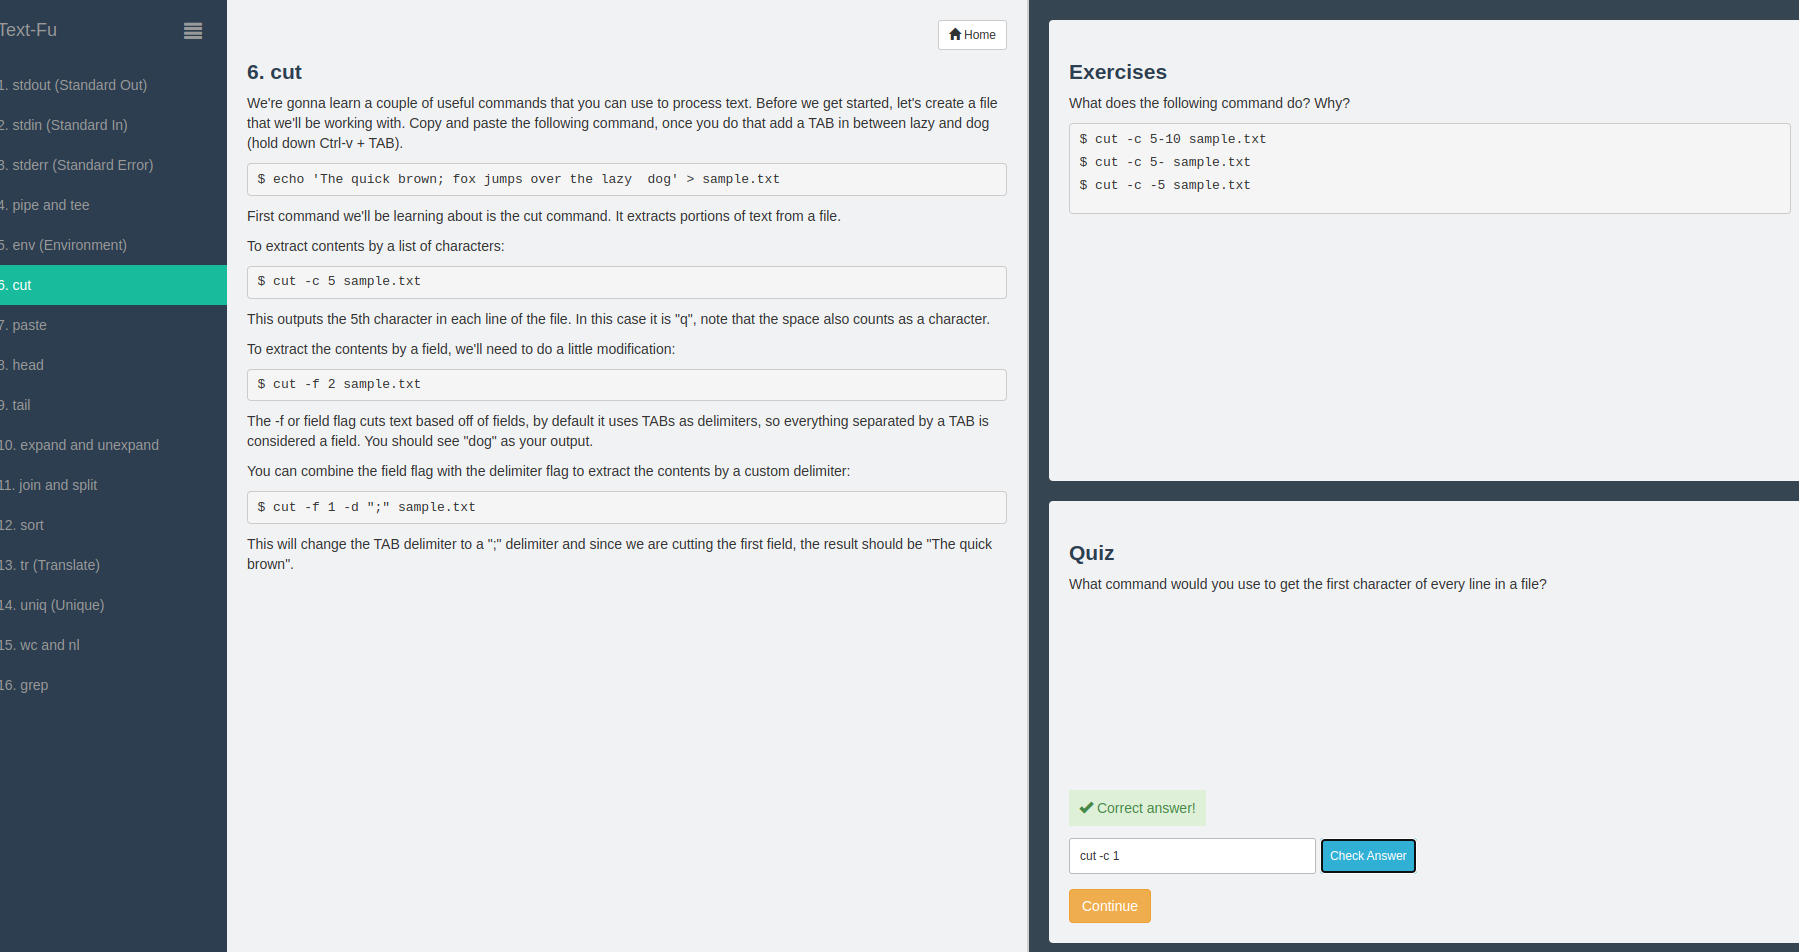 Text-Fu
1. stdout (Standard Out)
2. stdin (Standard In)
3. stderr (Standard Error)
4. pipe and tee
5. env (Environment)
6. cut
7. paste
8. head
9. tail
10. expand and unexpand
11. join and split
12. sort
13. tr (Translate)
14. uniq (Unique)
15. wc and nl
16. grep
Home
6. cut
We're gonna learn a couple of useful commands that you can use to process text. Before we get started, let's create a file
that we'll be working with. Copy and paste the following command, once you do that add a TAB in between lazy and dog
(hold down Ctrl-v + TAB).
$ echo 'The quick brown; fox jumps over the lazy  dog' > sample.txt
First command we'll be learning about is the cut command. It extracts portions of text from a file.
To extract contents by a list of characters:
$ cut -c 5 sample.txt
This outputs the 5th character in each line of the file. In this case it is "q", note that the space also counts as a character.
To extract the contents by a field, we'll need to do a little modification:
$ cut -f 2 sample.txt
The -f or field flag cuts text based off of fields, by default it uses TABs as delimiters, so everything separated by a TAB is
considered a field. You should see "dog" as your output.
You can combine the field flag with the delimiter flag to extract the contents by a custom delimiter:
$ cut -f 1 -d ";" sample.txt
This will change the TAB delimiter to a ";" delimiter and since we are cutting the first field, the result should be "The quick
brown".
Exercises
What does the following command do? Why?
$ cut -c 5-10 sample.txt
$ cut -c 5- sample.txt
$ cut -c -5 sample.txt
Quiz
What command would you use to get the first character of every line in a file?
Correct answer!
cut -c 1
Check Answer
Continue